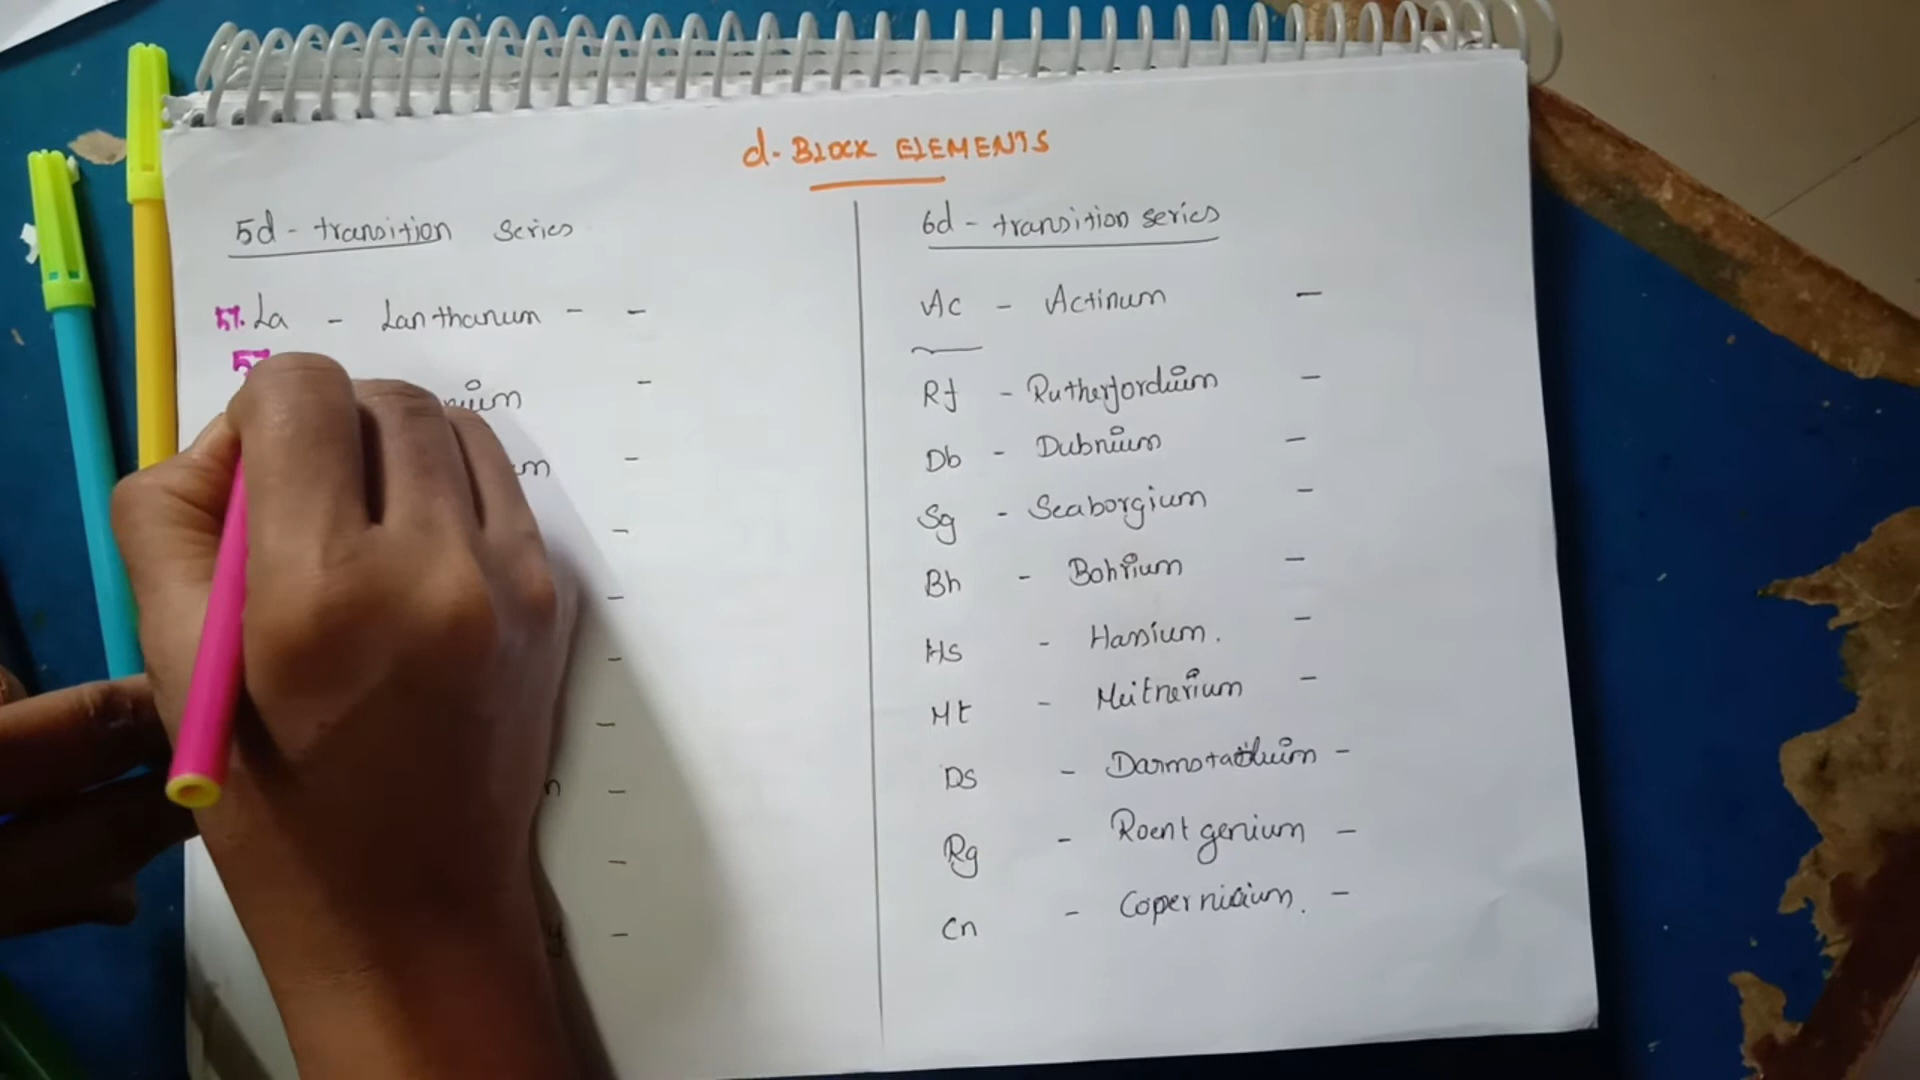 d-BLOCK ELEMENTS
5d - transition series
57. La - Lanthanum - -
57
-
-
-
-
-
-
-
-
-
6d - transition series
Ac - Actinum -
Rf - Rutherfordium -
Db - Dubnium -
Sg - Seaborgium -
Bh - Bohrium -
Hs - Hassium. -
Mt - Meitnerium -
Ds - -
Rg - Roentgenium -
Cn - Copernicium. -